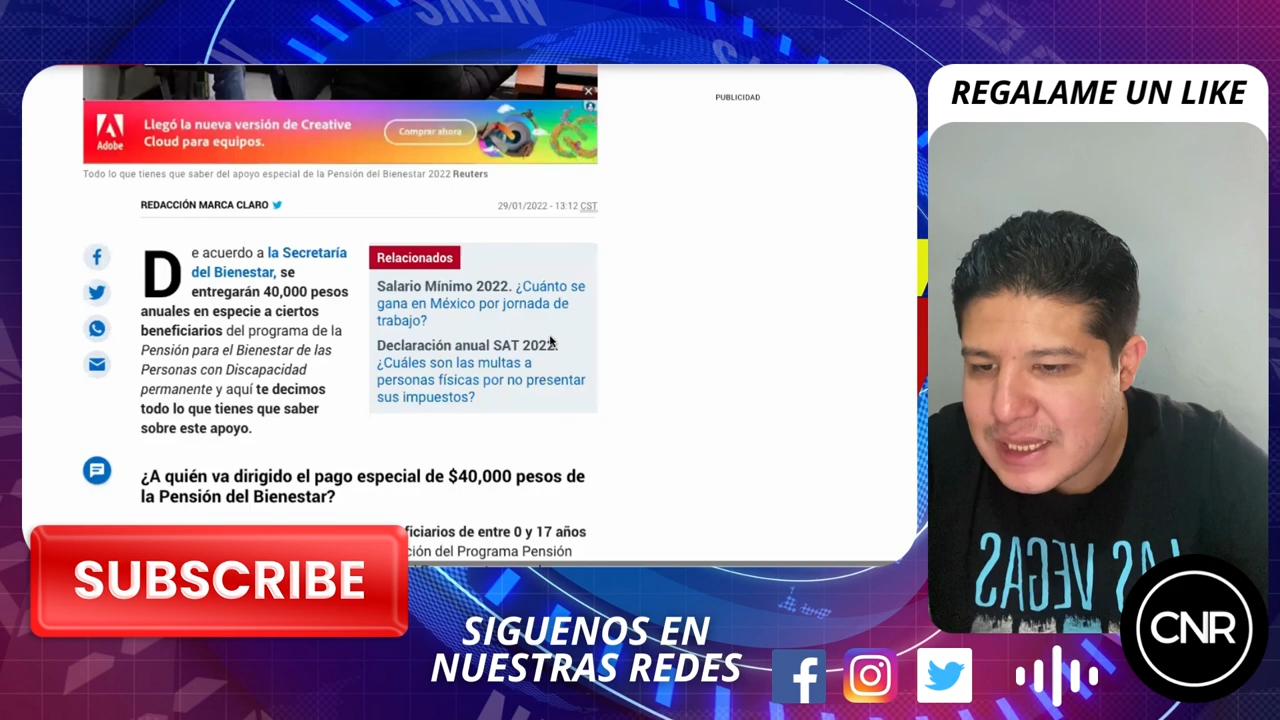 NEWS
REGALAME UN LIKE
PUBLICIDAD
Adobe
Llegó la nueva versión de Creative
Cloud para equipos.
Comprar ahora
Todo lo que tienes que saber del apoyo especial de la Pensión del Bienestar 2022 Reuters
REDACCIÓN MARCA CLARO
29/01/2022 - 13:12 CST
De acuerdo a la Secretaría
del Bienestar, se
entregarán 40,000 pesos
anuales en especie a ciertos
beneficiarios del programa de la
Pensión para el Bienestar de las
Personas con Discapacidad
permanente y aquí te decimos
todo lo que tienes que saber
sobre este apoyo.
Relacionados
Salario Mínimo 2022. ¿Cuánto se
gana en México por jornada de
trabajo?
Declaración anual SAT 2022.
¿Cuáles son las multas a
personas físicas por no presentar
sus impuestos?
¿A quién va dirigido el pago especial de $40,000 pesos de
la Pensión del Bienestar?
ficiarios de entre 0 y 17 años
ción del Programa Pensión
SUBSCRIBE
LAS VEGAS
SIGUENOS EN
NUESTRAS REDES
CNR